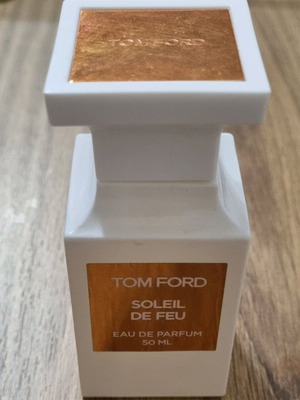 TOM FORD
TOM FORD
SOLEIL
DE FEU
EAU DE PARFUM
50 ML